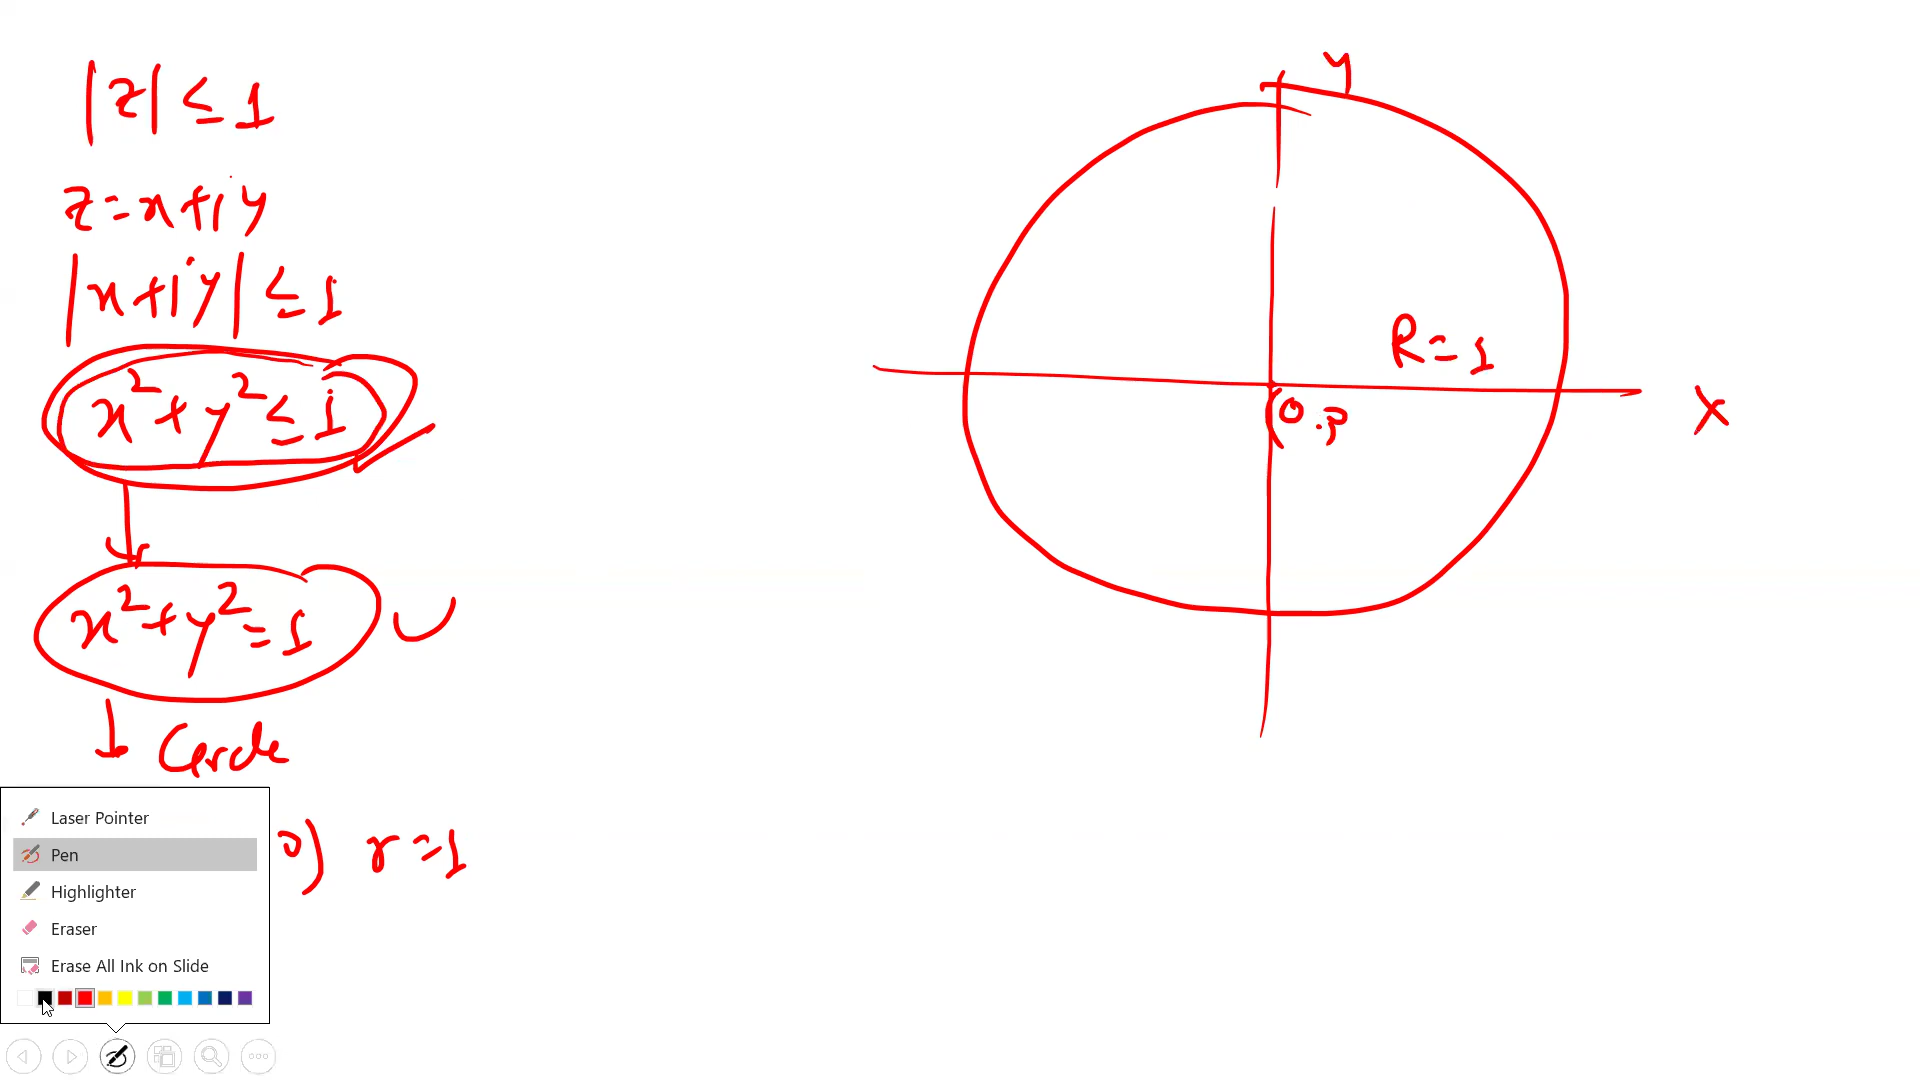 |z| ≤ 1
z = x + iy
|x + iy| ≤ 1
x² + y² ≤ 1
x² + y² = 1
Circle
0) r = 1
y
R = 1
(0,
X
Laser Pointer
Pen
Highlighter
Eraser
Erase All Ink on Slide